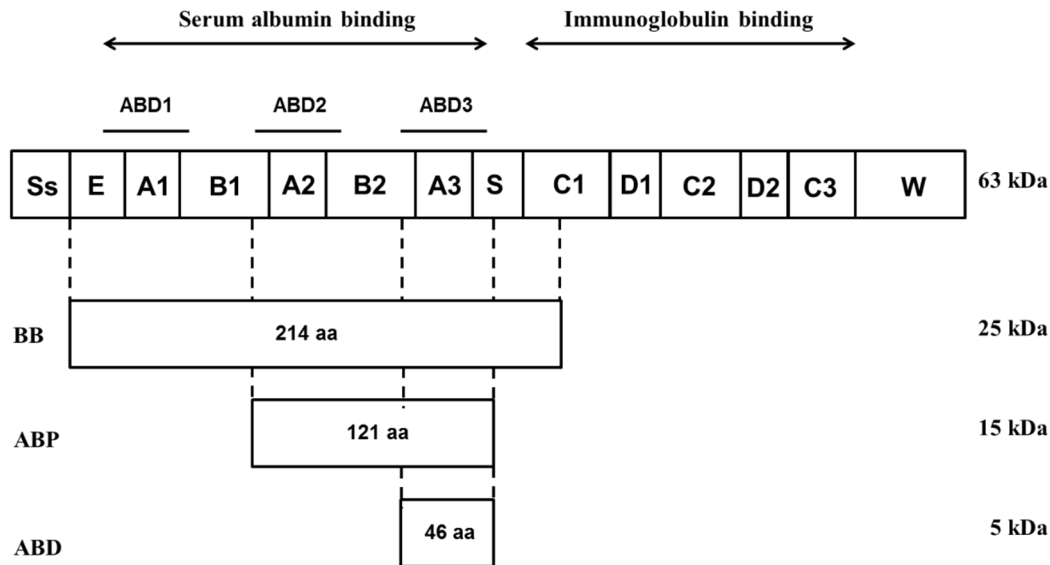 Serum albumin binding Immunoglobulin binding
ABD1 ABD2 ABD3
Ss E A1 B1 A2 B2 A3 S C1 D1 C2 D2 C3 W 63 kDa
BB 214 aa 25 kDa
ABP 121 aa 15 kDa
ABD 46 aa 5 kDa